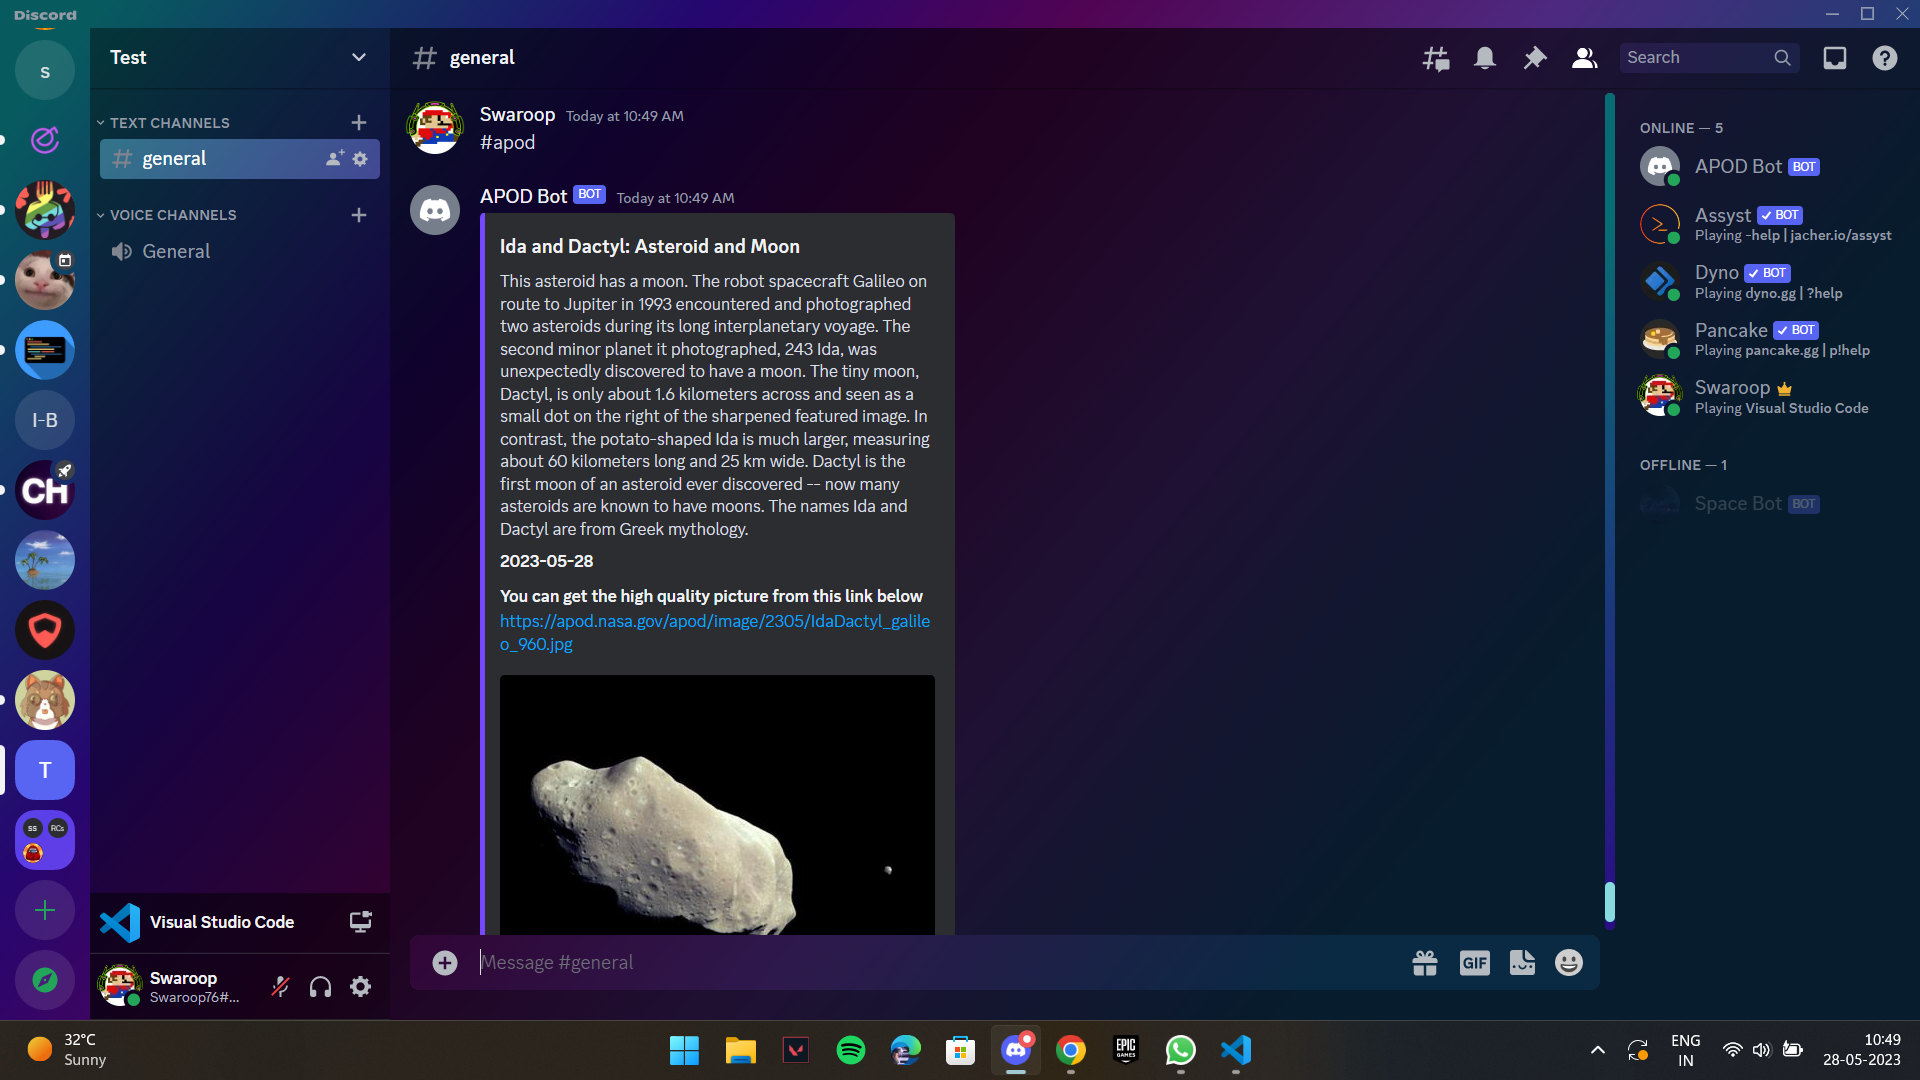 Discord
S
I-B
CH
T
ss RCs
Test
TEXT CHANNELS
general
VOICE CHANNELS
General
Visual Studio Code
Swaroop
Swaroop76#...
general
Search
Swaroop Today at 10:49 AM
#apod
APOD Bot BOT Today at 10:49 AM
Ida and Dactyl: Asteroid and Moon
This asteroid has a moon. The robot spacecraft Galileo on
route to Jupiter in 1993 encountered and photographed
two asteroids during its long interplanetary voyage. The
second minor planet it photographed, 243 Ida, was
unexpectedly discovered to have a moon. The tiny moon,
Dactyl, is only about 1.6 kilometers across and seen as a
small dot on the right of the sharpened featured image. In
contrast, the potato-shaped Ida is much larger, measuring
about 60 kilometers long and 25 km wide. Dactyl is the
first moon of an asteroid ever discovered -- now many
asteroids are known to have moons. The names Ida and
Dactyl are from Greek mythology.
2023-05-28
You can get the high quality picture from this link below
https://apod.nasa.gov/apod/image/2305/IdaDactyl_galile
o_960.jpg
Message #general
GIF
ONLINE — 5
APOD Bot BOT
Assyst BOT
Playing -help | jacher.io/assyst
Dyno BOT
Playing dyno.gg | ?help
Pancake BOT
Playing pancake.gg | p!help
Swaroop
Playing Visual Studio Code
OFFLINE — 1
Space Bot BOT
32°C
Sunny
EPIC
GAMES
ENG
IN
10:49
28-05-2023